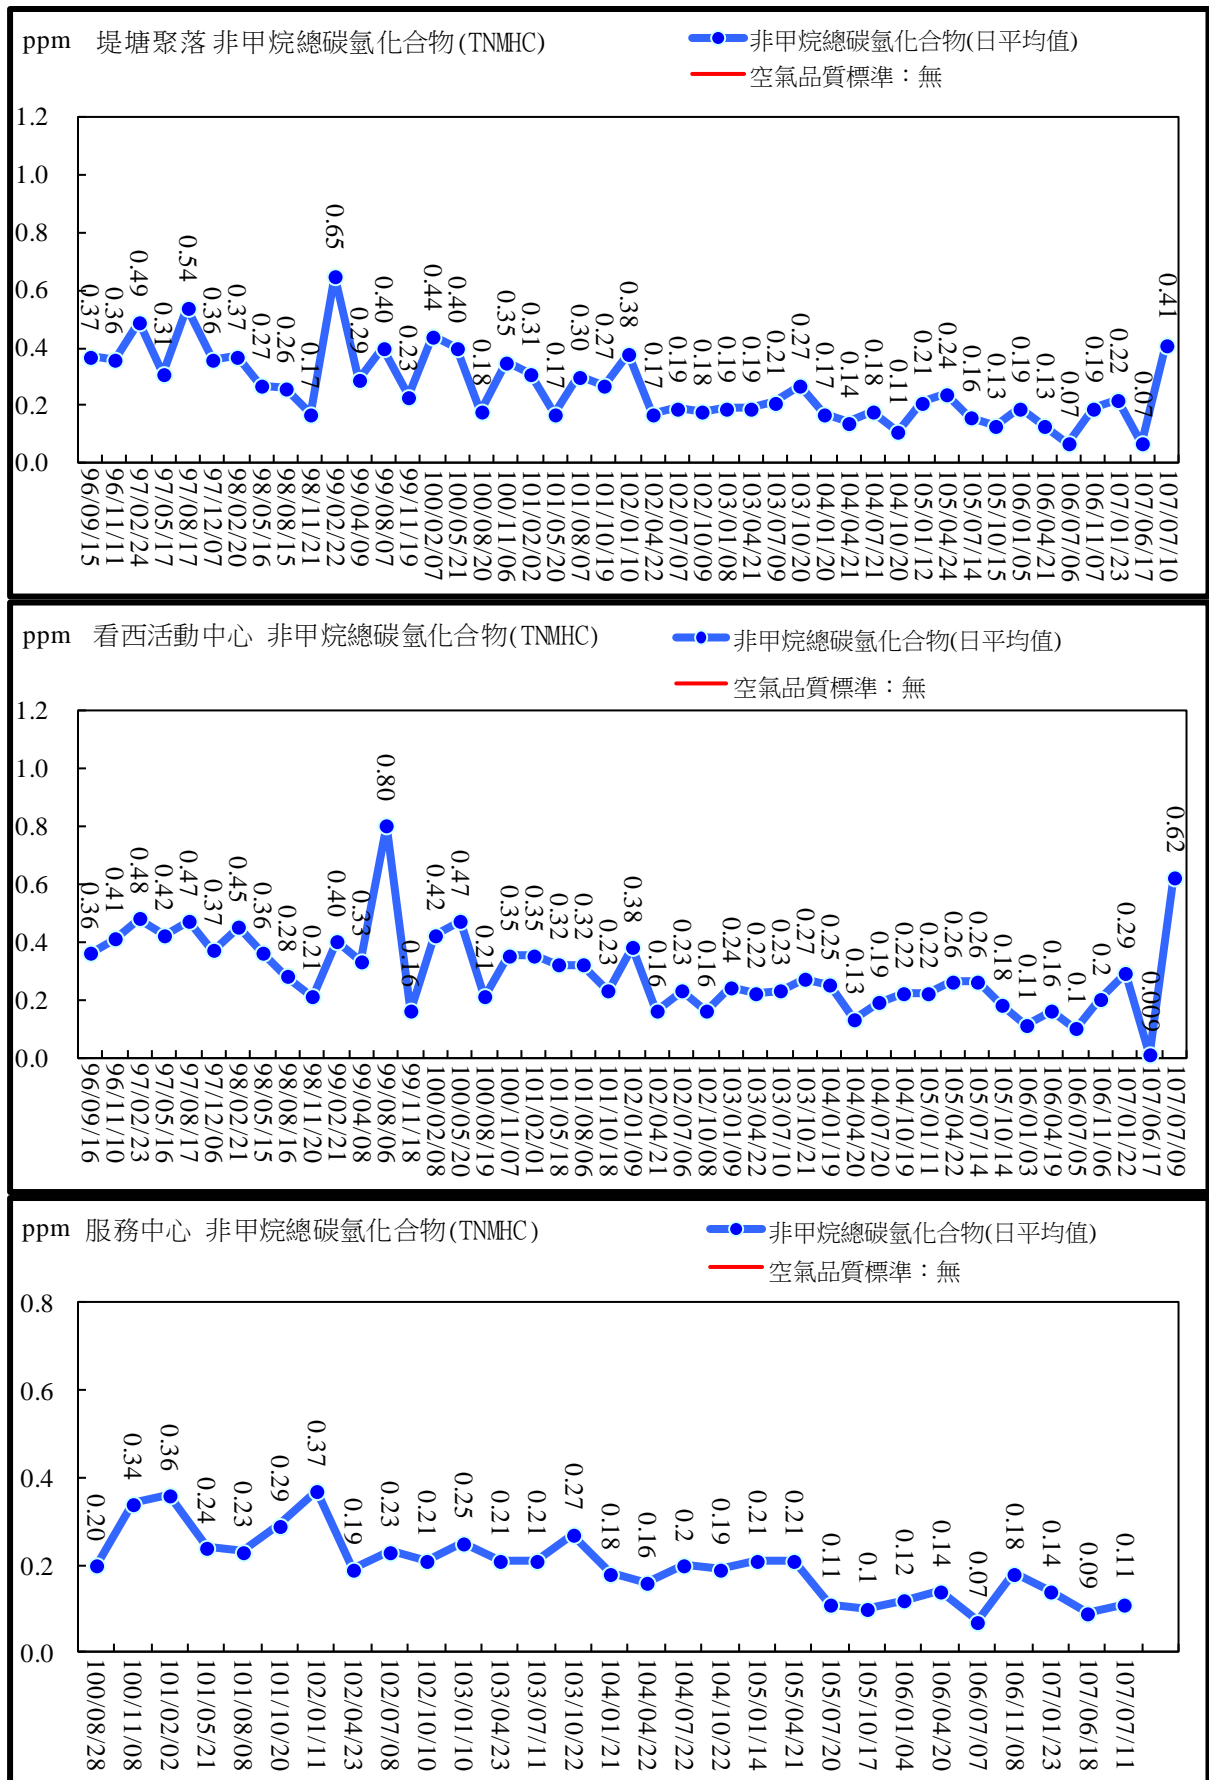 ppm 堤塘聚落 非甲烷總碳氫化合物(TNMHC)
非甲烷總碳氫化合物(日平均值)
空氣品質標準：無
1.2
1.0
0.8
0.6
0.4
0.2
0.0
0.37 0.36 0.49 0.31 0.54 0.36 0.37 0.27 0.26 0.17 0.65 0.29 0.40 0.23 0.44 0.40 0.18 0.35 0.31 0.17 0.30 0.27 0.38 0.17 0.19 0.18 0.19 0.19 0.21 0.27 0.17 0.14 0.18 0.11 0.21 0.24 0.16 0.13 0.19 0.13 0.07 0.19 0.22 0.07 0.41
96/09/15 96/11/11 97/02/24 97/05/17 97/08/17 97/12/07 98/02/20 98/05/16 98/08/15 98/11/21 99/02/22 99/04/09 99/08/07 99/11/19 100/02/07 100/05/21 100/08/20 100/11/06 101/02/02 101/05/20 101/08/07 101/10/19 102/01/10 102/04/22 102/07/07 102/10/09 103/01/08 103/04/21 103/07/09 103/10/20 104/01/20 104/04/21 104/07/21 104/10/20 105/01/12 105/04/24 105/07/14 105/10/15 106/01/05 106/04/21 106/07/06 106/11/07 107/01/23 107/06/17 107/07/10
ppm 看西活動中心 非甲烷總碳氫化合物(TNMHC)
非甲烷總碳氫化合物(日平均值)
空氣品質標準：無
1.2
1.0
0.8
0.6
0.4
0.2
0.0
0.36 0.41 0.48 0.42 0.47 0.37 0.45 0.36 0.28 0.21 0.40 0.33 0.80 0.16 0.42 0.47 0.21 0.35 0.35 0.32 0.32 0.23 0.38 0.16 0.23 0.16 0.24 0.22 0.23 0.27 0.25 0.13 0.19 0.22 0.22 0.26 0.26 0.18 0.11 0.16 0.1 0.2 0.29 0.009 0.62
96/09/16 96/11/10 97/02/23 97/05/16 97/08/17 97/12/06 98/02/21 98/05/15 98/08/16 98/11/20 99/02/21 99/04/08 99/08/06 99/11/18 100/02/08 100/05/20 100/08/19 100/11/07 101/02/01 101/05/18 101/08/06 101/10/18 102/01/09 102/04/21 102/07/06 102/10/08 103/01/09 103/04/22 103/07/10 103/10/21 104/01/19 104/04/20 104/07/20 104/10/19 105/01/11 105/04/22 105/07/14 105/10/14 106/01/03 106/04/19 106/07/05 106/11/06 107/01/22 107/06/17 107/07/09
ppm 服務中心 非甲烷總碳氫化合物(TNMHC)
非甲烷總碳氫化合物(日平均值)
空氣品質標準：無
0.8
0.6
0.4
0.2
0.0
0.20 0.34 0.36 0.24 0.23 0.29 0.37 0.19 0.23 0.21 0.25 0.21 0.21 0.27 0.18 0.16 0.2 0.19 0.21 0.21 0.11 0.1 0.12 0.14 0.07 0.18 0.14 0.09 0.11
100/08/28 100/11/08 101/02/02 101/05/21 101/08/08 101/10/20 102/01/11 102/04/23 102/07/08 102/10/10 103/01/10 103/04/23 103/07/11 103/10/22 104/01/21 104/04/22 104/07/22 104/10/22 105/01/14 105/04/21 105/07/20 105/10/17 106/01/04 106/04/20 106/07/07 106/11/08 107/01/23 107/06/18 107/07/11